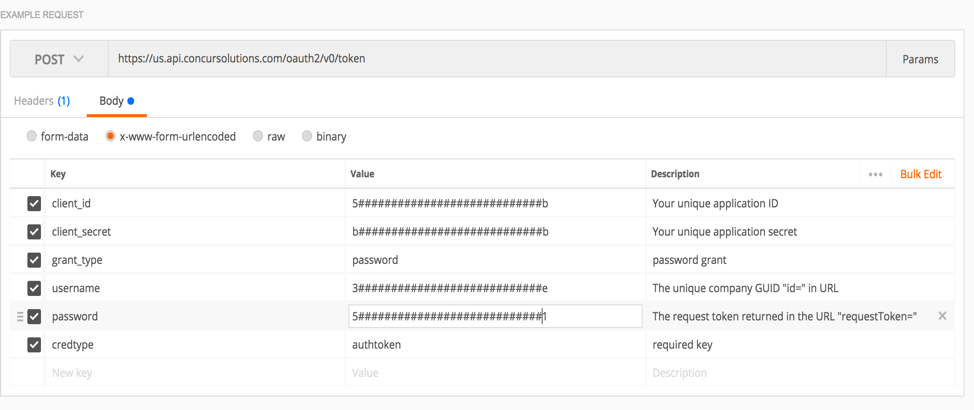 EXAMPLE REQUEST
POST https://us.api.concursolutions.com/oauth2/v0/token Params
Headers (1) Body
form-data x-www-form-urlencoded raw binary
Key Value Description ••• Bulk Edit
client_id 5############################b Your unique application ID
client_secret b############################b Your unique application secret
grant_type password password grant
username 3############################e The unique company GUID "id=" in URL
password 5############################1 The request token returned in the URL "requestToken="
credtype authtoken required key
New key Value Description